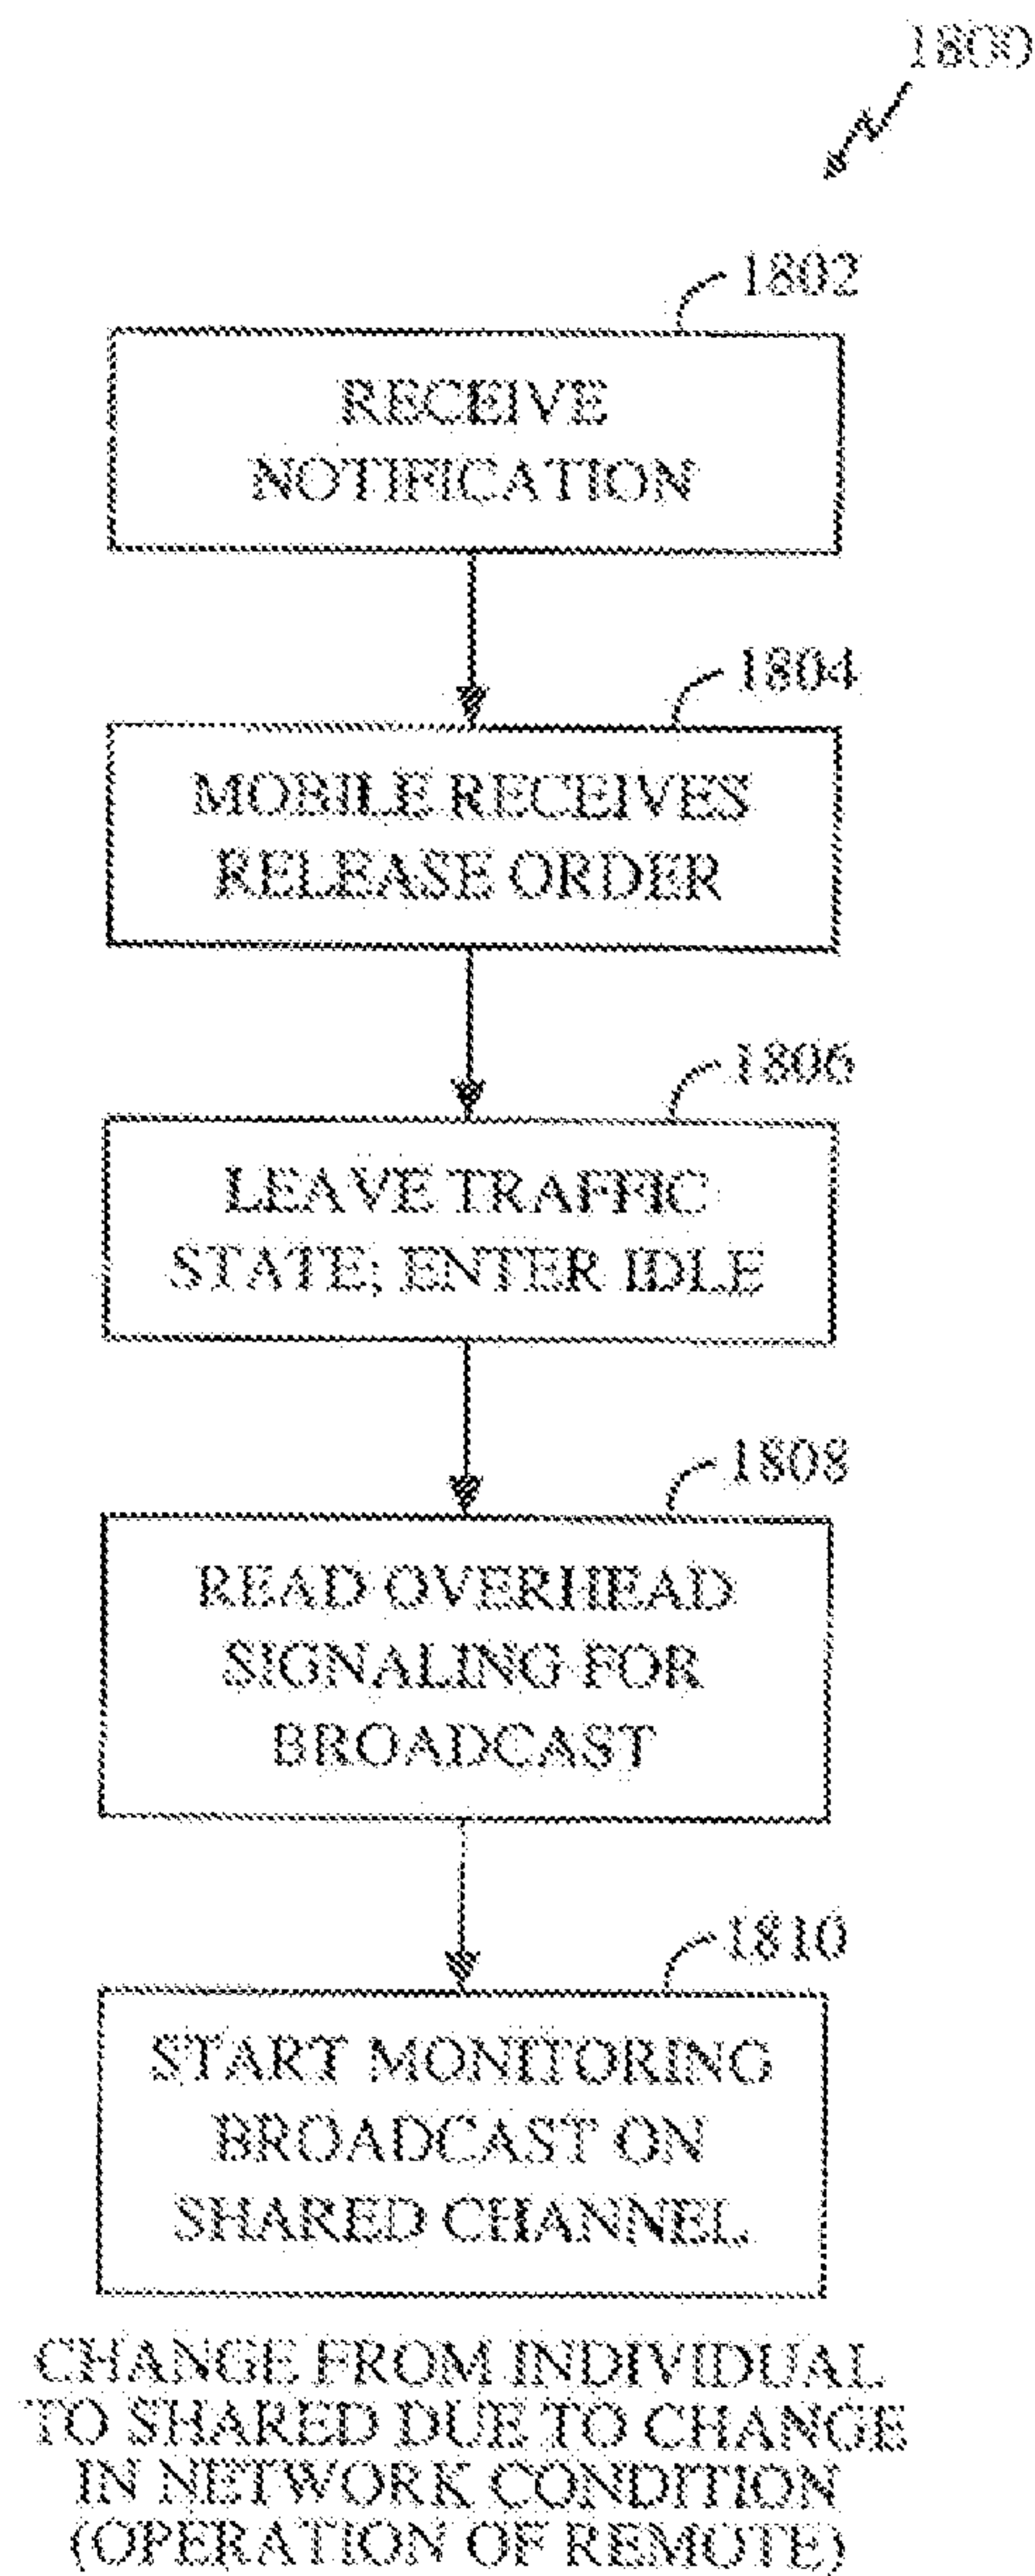 1800
1802
RECEIVE
NOTIFICATION
1804
MOBILE RECEIVES
RELEASE ORDER
1806
LEAVE TRAFFIC
STATE; ENTER IDLE
1808
READ OVERHEAD
SIGNALING FOR
BROADCAST
1810
START MONITORING
BROADCAST ON
SHARED CHANNEL
CHANGE FROM INDIVIDUAL
TO SHARED DUE TO CHANGE
IN NETWORK CONDITION
(OPERATION OF REMOTE)